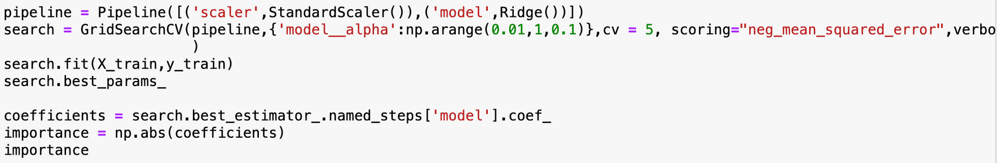 pipeline = Pipeline([('scaler',StandardScaler()),('model',Ridge())])
search = GridSearchCV(pipeline,{'model__alpha':np.arange(0.01,1,0.1)},cv = 5, scoring="neg_mean_squared_error",verbo
)
search.fit(X_train,y_train)
search.best_params_
coefficients = search.best_estimator_.named_steps['model'].coef_
importance = np.abs(coefficients)
importance